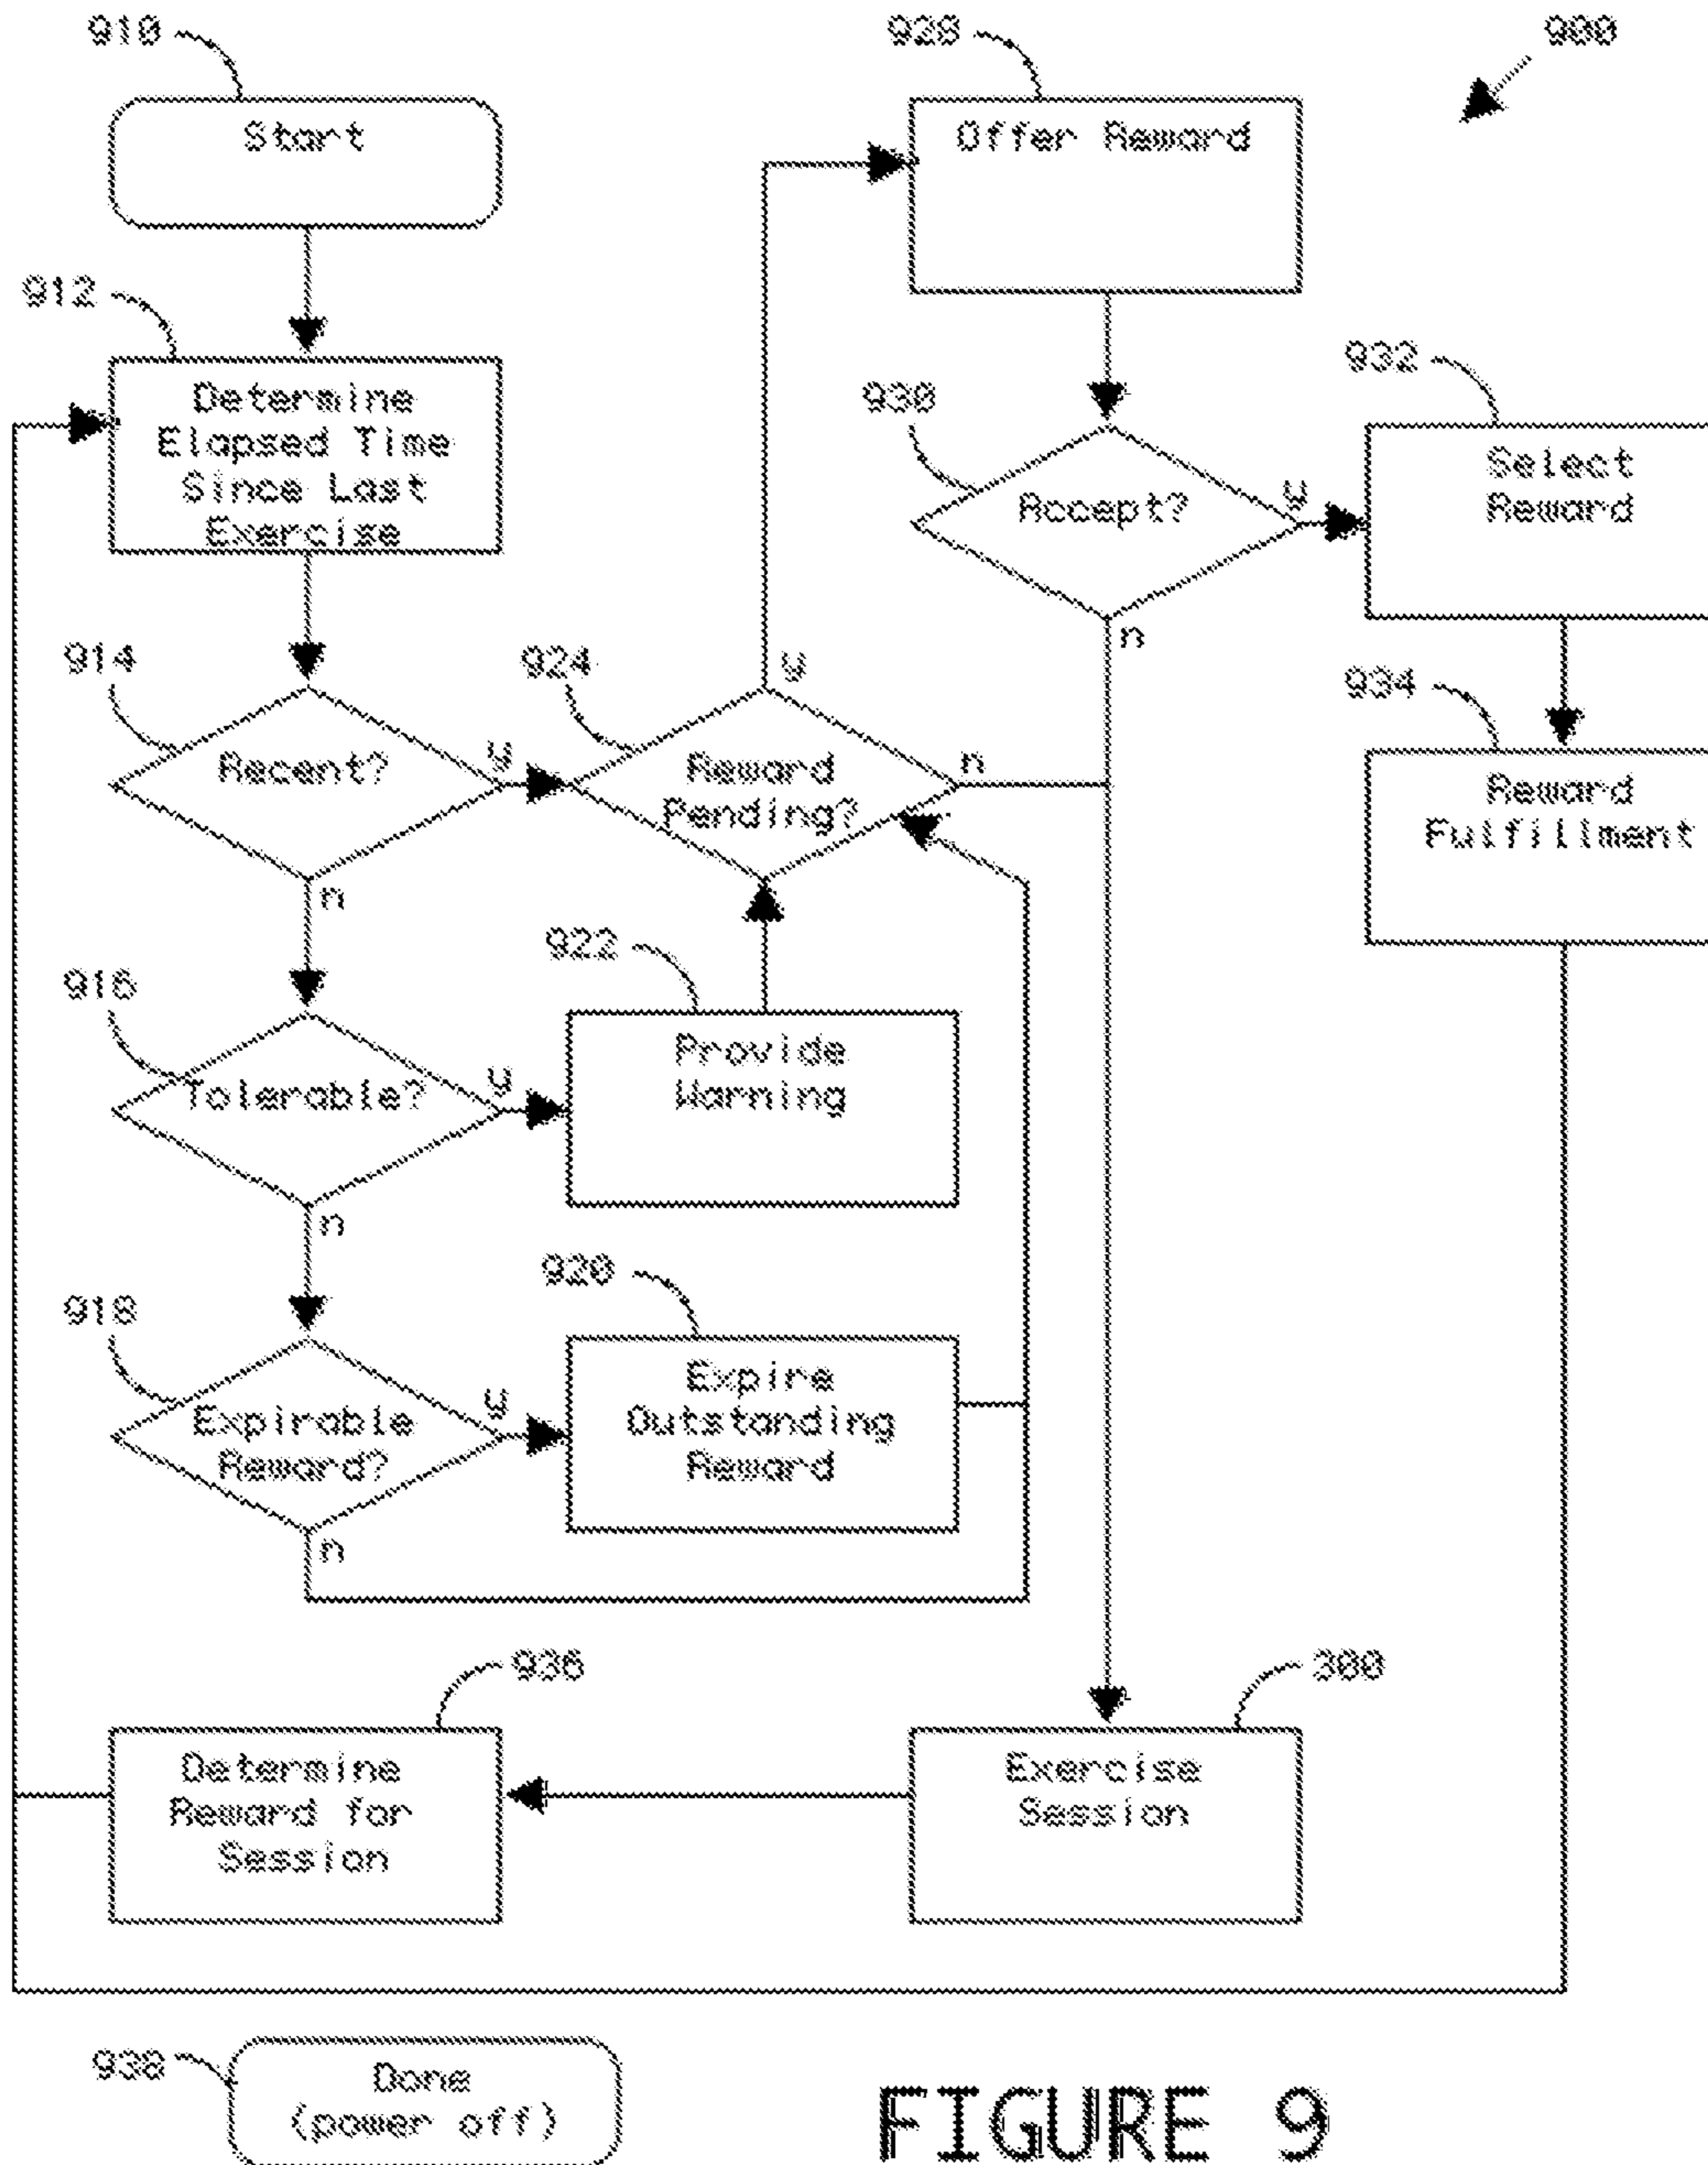 910
Start
928
Offer Reward
900
912
Determine
Elapsed Time
Since Last
Exercise
930
Accept?
y
n
932
Select
Reward
914
Recent?
y
n
924
Reward
Pending?
y
n
934
Reward
Fulfillment
916
Tolerable?
y
n
922
Provide
Warning
918
Expirable
Reward?
y
n
920
Expire
Outstanding
Reward
936
Determine
Reward for
Session
300
Exercise
Session
938
Done
(power off)
FIGURE 9